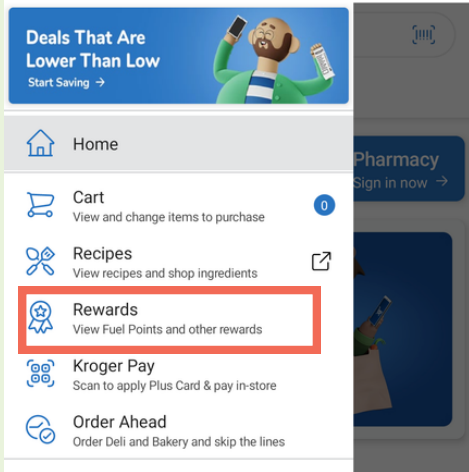 Deals That Are
Lower Than Low
Start Saving →
Home
Cart
View and change items to purchase
0
Recipes
View recipes and shop ingredients
Rewards
View Fuel Points and other rewards
Kroger Pay
Scan to apply Plus Card & pay in-store
Order Ahead
Order Deli and Bakery and skip the lines
Pharmacy
Sign in now →